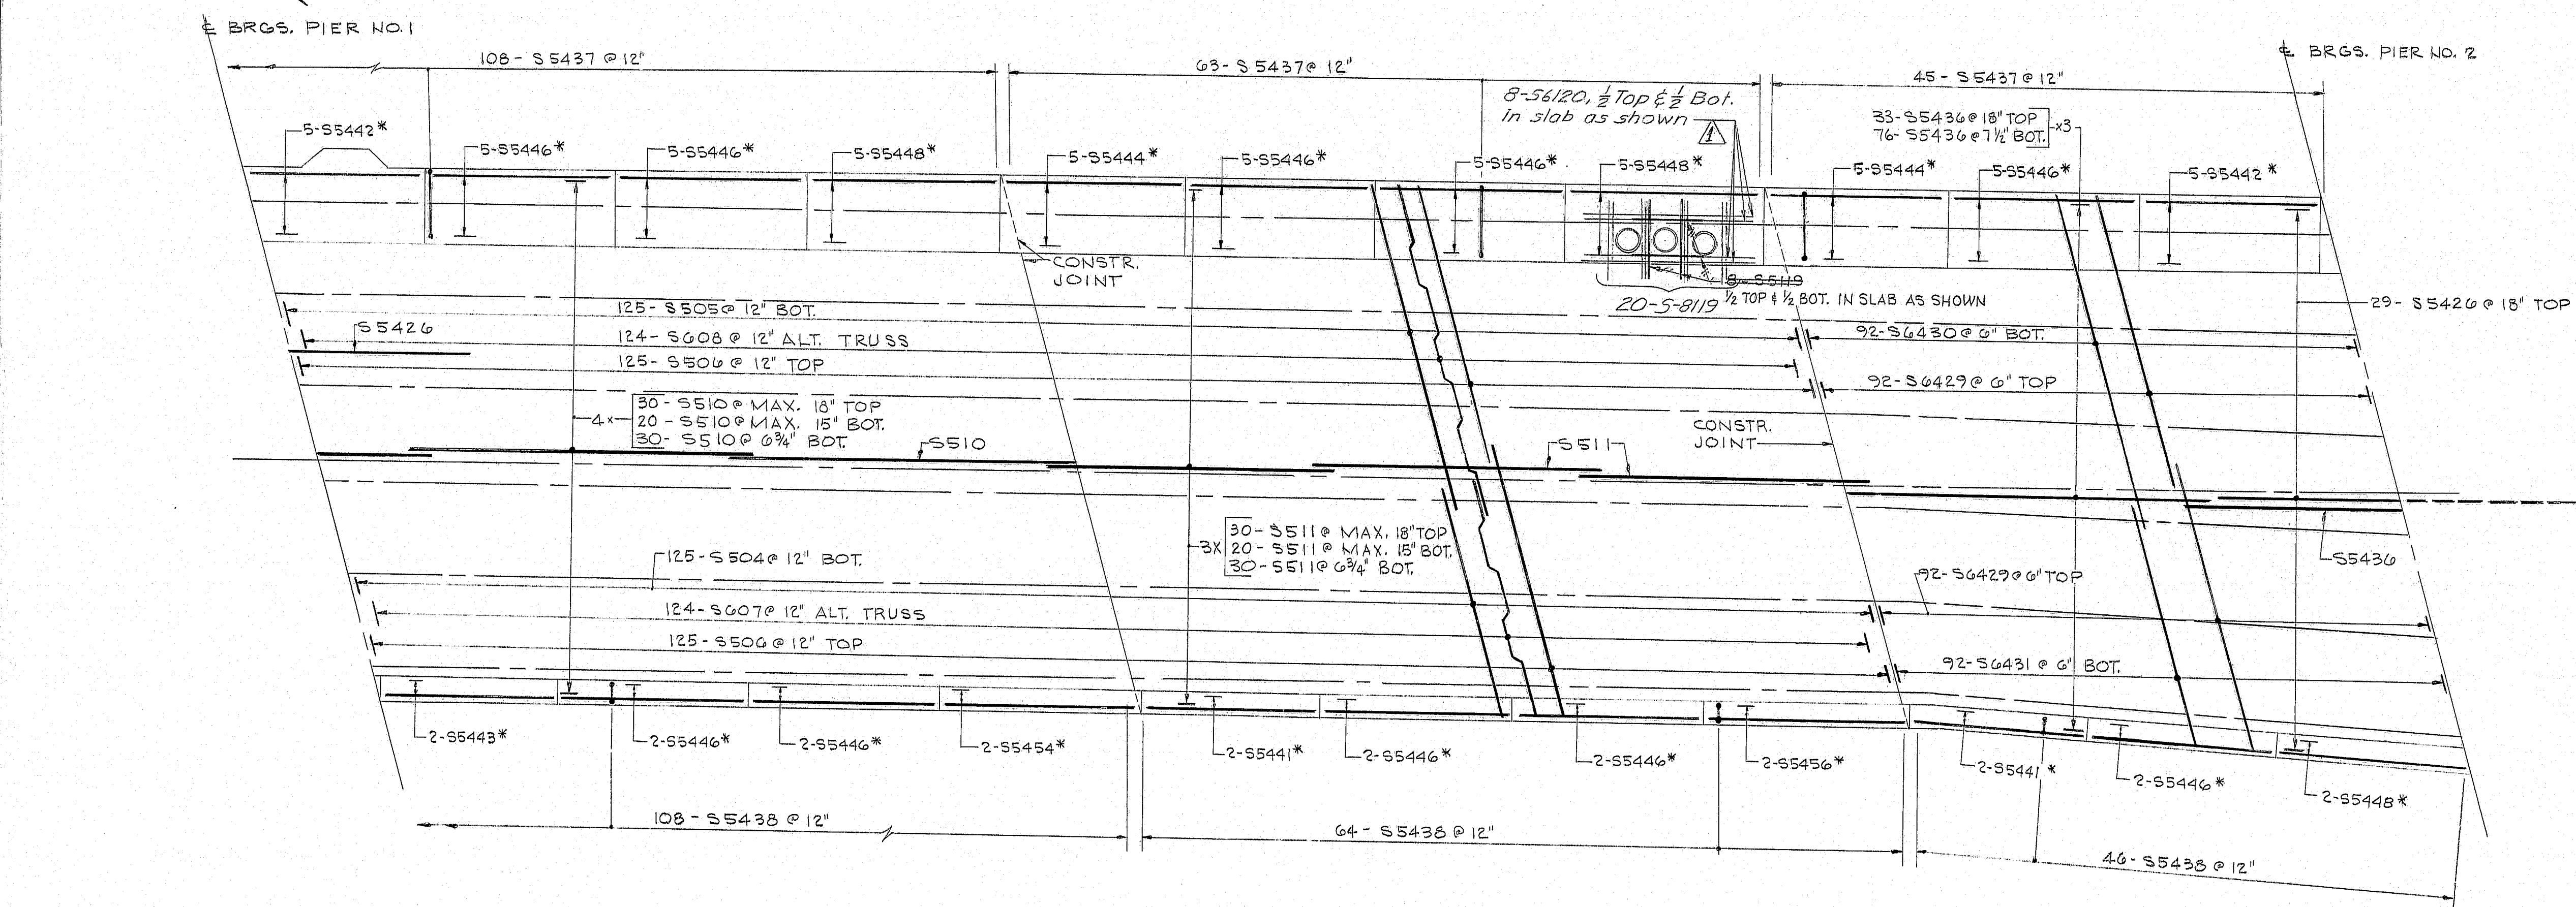 ℄ BRGS. PIER NO.1
℄ BRGS. PIER NO. 2
108- S5437 @ 12"
63- S5437@ 12"
45- S5437@ 12"
8-S6120, ½ Top & ½ Bot.
in slab as shown
1
33-S5436@18" TOP
76-S5436@7½" BOT.
x3
5-S5442*
5-S5446*
5-S5446*
5-S5448*
5-S5444*
5-S5446*
5-S5446*
5-S5448*
5-S5444*
5-S5446*
5-S5442*
CONSTR.
JOINT
8-S5119
20-S-8119 ½ TOP & ½ BOT. IN SLAB AS SHOWN
29- S5426 @ 18" TOP
125- S505@ 12" BOT.
S5426
124- S608 @ 12" ALT. TRUSS
125- S506 @ 12" TOP
92-S6430@ 6" BOT.
92-S6429@ 6" TOP
4x
30- S510 @ MAX. 18" TOP
20 - S510@ MAX. 15" BOT.
30- S510@ 6¾" BOT.
S510
S511
CONSTR.
JOINT
3X
30- S511@ MAX. 18" TOP
20- S511@ MAX. 15" BOT.
30- S511@ 6¾" BOT.
S5436
125-S504@ 12" BOT.
92-S6429@6" TOP
124-S607@ 12" ALT. TRUSS
125-S506@12" TOP
92-S6431 @ 6" BOT.
2-S5443*
2-S5446*
2-S5446*
2-S5454*
2-S5441*
2-S5446*
2-S5446*
2-S5456*
2-S5441*
2-S5446*
2-S5448*
108 - S5438 @ 12"
64 - S5438 @ 12"
46- S5438 @ 12"